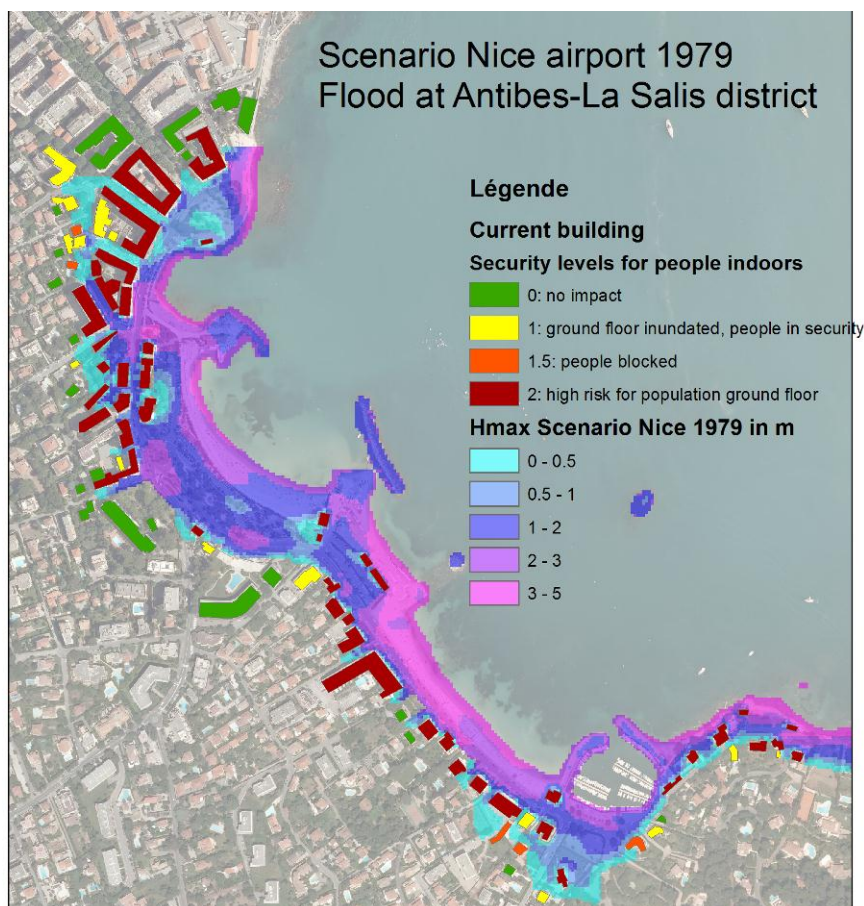 Scenario Nice airport 1979
Flood at Antibes-La Salis district
Légende
Current building
Security levels for people indoors
0: no impact
1: ground floor inundated, people in security
1.5: people blocked
2: high risk for population ground floor
Hmax Scenario Nice 1979 in m
0 - 0.5
0.5 - 1
1 - 2
2 - 3
3 - 5